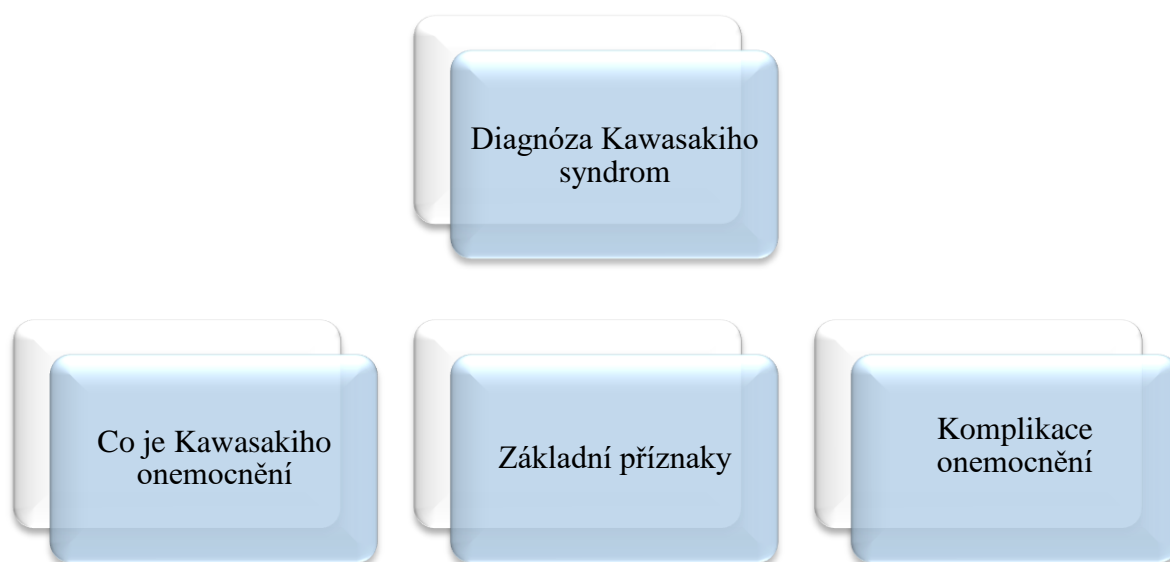 Diagnóza Kawasakiho
syndrom
Co je Kawasakiho
onemocnění
Základní příznaky
Komplikace
onemocnění